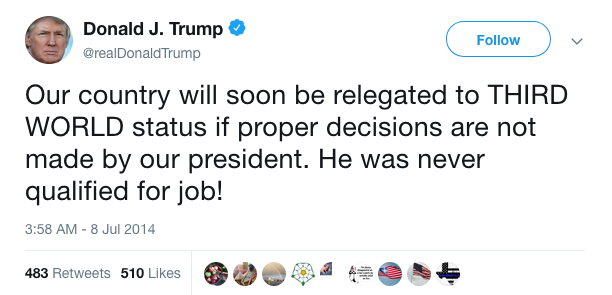 Donald J. Trump
@realDonaldTrump
Follow
Our country will soon be relegated to THIRD
WORLD status if proper decisions are not
made by our president. He was never
qualified for job!
3:58 AM - 8 Jul 2014
483 Retweets 510 Likes